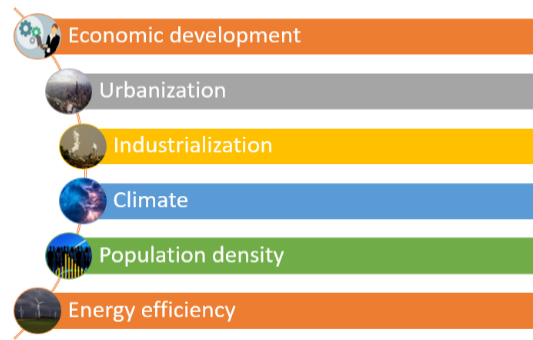 Economic development
Urbanization
Industrialization
Climate
Population density
Energy efficiency